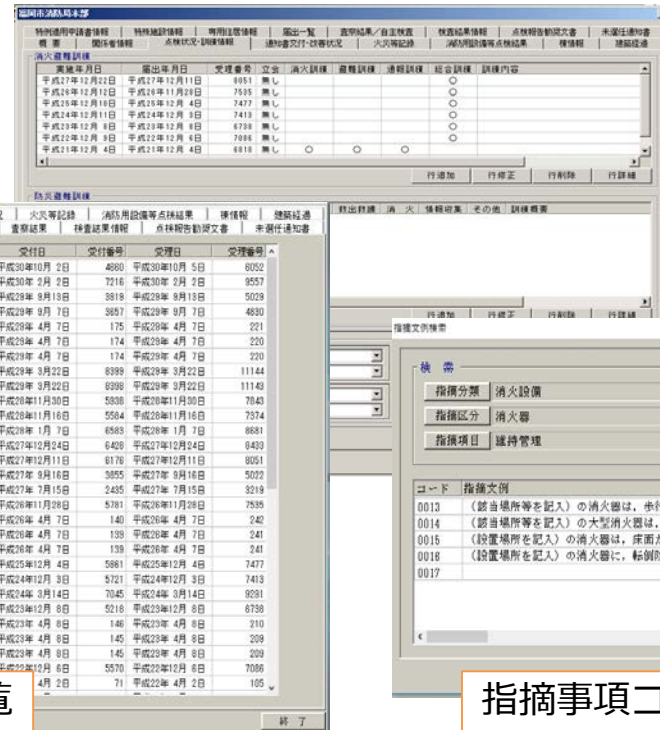 福岡市消防局本部
特例適用申請書情報 特殊施設情報 専用住居情報 届出一覧 査察結果/自主検査 検査結果情報 点検報告勧奨文書 未選任通知書
概 要 関係者情報 点検状況・訓練情報 通知書交付・改善状況 火災等記録 消防用設備等点検結果 棟情報 建築経過
消火避難訓練
実施年月日 届出年月日 受理番号 立会 消火訓練 避難訓練 通報訓練 総合訓練 訓練内容
平成27年12月22日 平成27年12月11日 8051 無し ○
平成26年12月12日 平成26年11月28日 7535 無し ○
平成25年12月10日 平成25年12月 4日 7477 無し ○
平成24年12月11日 平成24年12月 3日 7413 無し ○
平成23年12月 8日 平成23年12月 8日 6738 無し ○
平成22年12月 9日 平成22年12月 6日 7086 無し ○
平成21年12月 4日 平成21年12月 4日 6818 無し ○ ○ ○
行追加 行修正 行削除 行詳細
防災避難訓練
救出救護 消 火 情報収集 その他 訓練概要
行追加 行修正 行削除 行詳細
火災等記録 消防用設備等点検結果 棟情報 建築経過
査察結果 検査結果情報 点検報告勧奨文書 未選任通知書
受付日 受付番号 受理日 受理番号
平成30年10月 2日 4860 平成30年10月 5日 6052
平成30年 2月 2日 7216 平成30年 2月 2日 9557
平成29年 9月13日 3819 平成29年 9月13日 5029
平成29年 9月 7日 3657 平成29年 9月 7日 4830
平成28年 4月 7日 175 平成28年 4月 7日 221
平成29年 4月 7日 174 平成29年 4月 7日 220
平成29年 4月 7日 174 平成29年 4月 7日 220
平成29年 3月22日 8399 平成29年 3月22日 11144
平成29年 3月22日 8398 平成29年 3月22日 11143
平成28年11月30日 5938 平成28年11月30日 7843
平成28年11月16日 5584 平成28年11月16日 7374
平成28年 1月 7日 6583 平成28年 1月 7日 8681
平成27年12月24日 6428 平成27年12月24日 8433
平成27年12月11日 6176 平成27年12月11日 8051
平成27年 9月16日 3855 平成27年 9月16日 5022
平成27年 7月15日 2435 平成27年 7月15日 3219
平成26年11月28日 5781 平成26年11月28日 7535
平成26年 4月 7日 140 平成26年 4月 7日 242
平成26年 4月 7日 139 平成26年 4月 7日 241
平成26年 4月 7日 139 平成26年 4月 7日 241
平成25年12月 4日 5861 平成25年12月 4日 7477
平成24年12月 3日 5721 平成24年12月 3日 7413
平成24年 3月14日 7045 平成24年 3月14日 9291
平成23年12月 8日 5218 平成23年12月 8日 6738
平成23年 4月 8日 146 平成23年 4月 8日 210
平成23年 4月 8日 145 平成23年 4月 8日 209
平成23年 4月 8日 145 平成23年 4月 8日 209
平成22年12月 6日 5570 平成22年12月 6日 7086
4月 2日 71 平成22年 4月 2日 105
終 了
覧
指摘文例検索
検 索
指摘分類 消火設備
指摘区分 消火器
指摘項目 維持管理
コード 指摘文例
0013 (該当場所等を記入)の消火器は,歩行
0014 (該当場所等を記入)の大型消火器は,
0015 (設置場所を記入)の消火器は,床面か
0016 (設置場所を記入)の消火器に,転倒防
0017
指摘事項コ